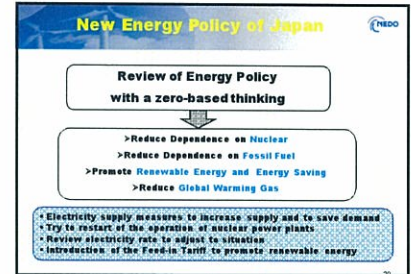 New Energy Policy of Japan
NEDO
Review of Energy Policy
with a zero-based thinking
➢Reduce Dependence on Nuclear
➢Reduce Dependence on Fossil Fuel
➢Promote Renewable Energy and Energy Saving
➢Reduce Global Warming Gas
• Electricity supply measures to increase supply and to save demand
• Try to restart of the operation of nuclear power plants
• Review electricity rate to adjust to situation
• Introduction of the Feed-in Tariff to promote renewable energy